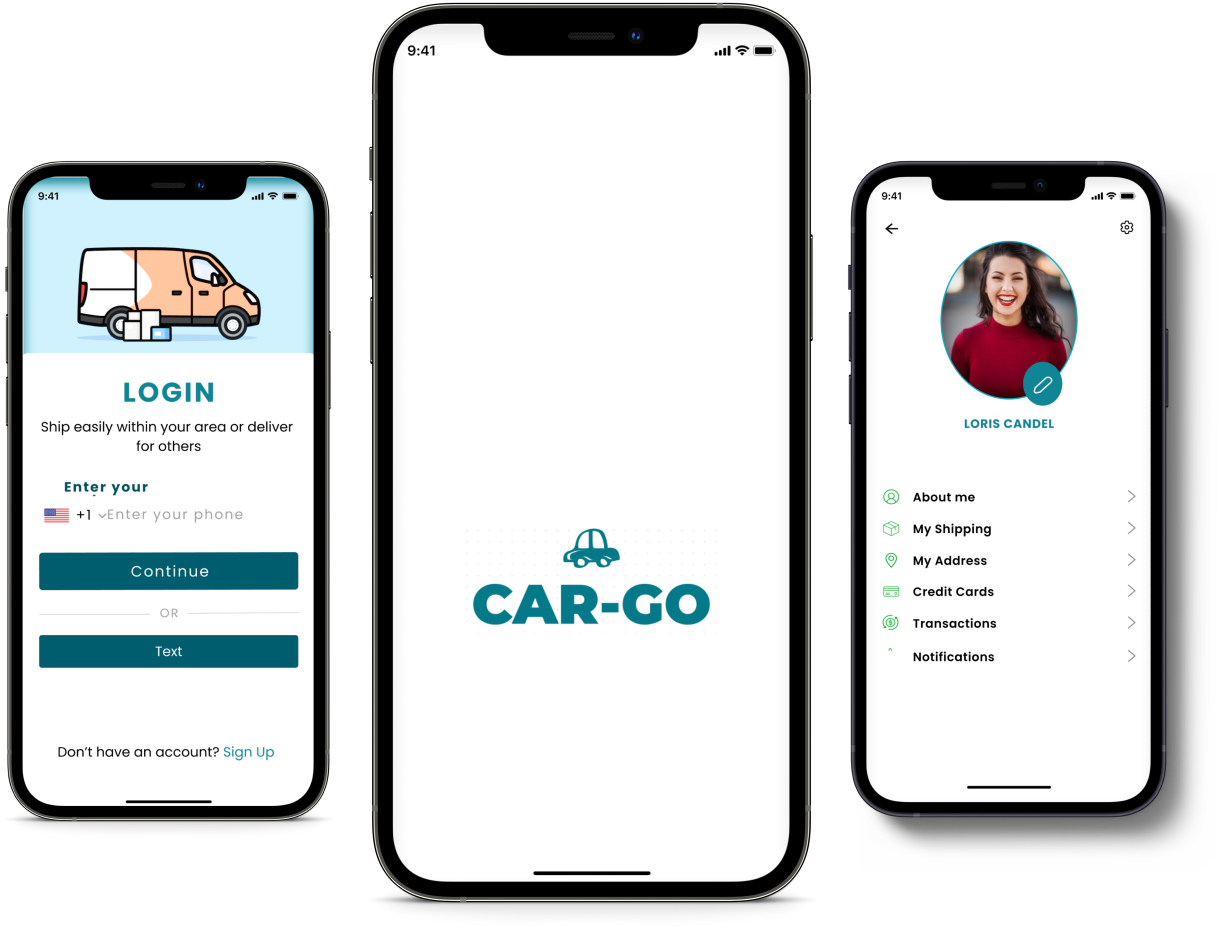 9:41
LOGIN
Ship easily within your area or deliver
for others
Enter your
+1 Enter your phone
Continue
OR
Text
Don't have an account? Sign Up
9:41
CAR-GO
9:41
LORIS CANDEL
About me
My Shipping
My Address
Credit Cards
Transactions
Notifications